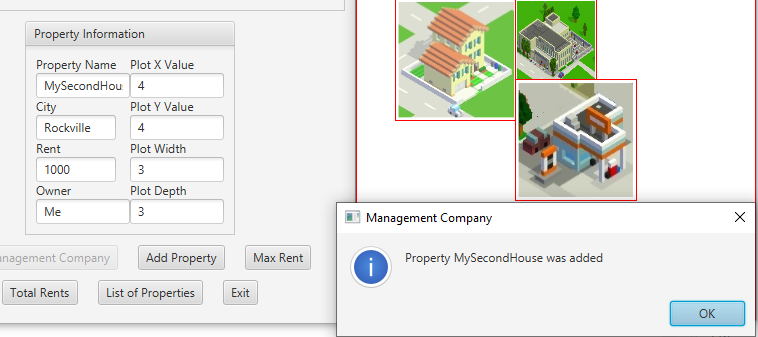 Property Information
Property Name Plot X Value
MySecondHou 4
City Plot Y Value
Rockville 4
Rent Plot Width
1000 3
Owner Plot Depth
Me 3
Management Company
Property MySecondHouse was added
OK
nagement Company Add Property Max Rent
Total Rents List of Properties Exit